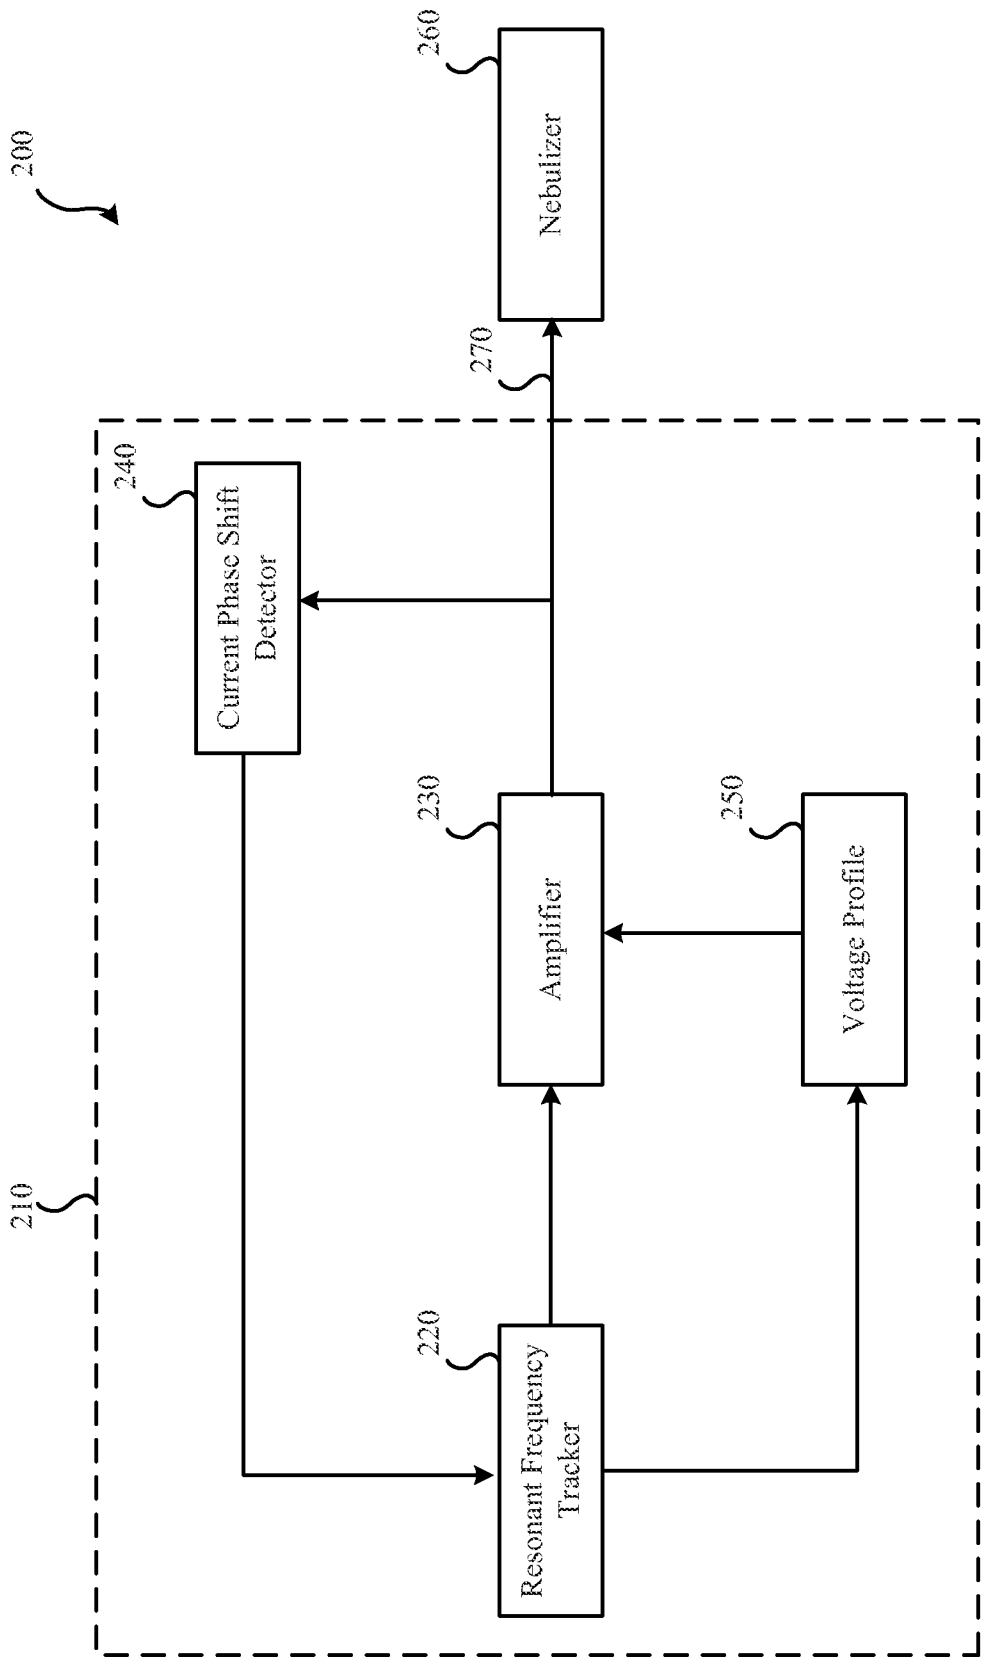 200
210
240
Current Phase Shift
Detector
220
Resonant Frequency
Tracker
230
Amplifier
270
260
Nebulizer
250
Voltage Profile